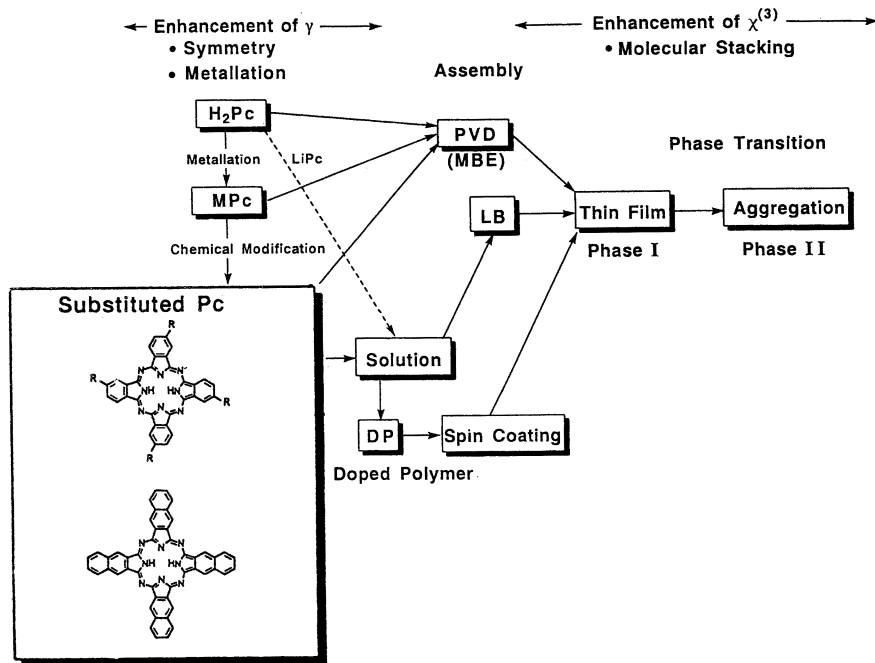 Enhancement of γ
• Symmetry
• Metallation
Enhancement of χ(3)
• Molecular Stacking
Assembly
H2Pc
PVD
(MBE)
Phase Transition
Metallation
LiPc
MPc
LB
Thin Film
Aggregation
Chemical Modification
Phase I
Phase II
Substituted Pc
R
N
N
N
N
R
NH
HN
N
N
N
R
R
Solution
DP
Spin Coating
Doped Polymer
N
N
N
NH
HN
N
N
N